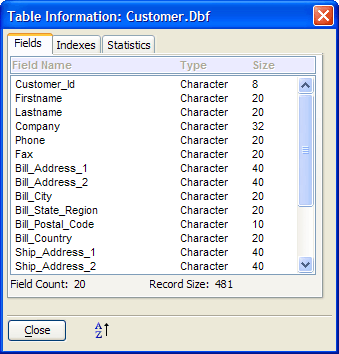 Table Information: Customer.Dbf
Fields Indexes Statistics
Field Name Type Size
Customer_Id Character 8
Firstname Character 20
Lastname Character 20
Company Character 32
Phone Character 20
Fax Character 20
Bill_Address_1 Character 40
Bill_Address_2 Character 40
Bill_City Character 20
Bill_State_Region Character 20
Bill_Postal_Code Character 10
Bill_Country Character 20
Ship_Address_1 Character 40
Ship_Address_2 Character 40
Field Count: 20 Record Size: 481
Close A Z